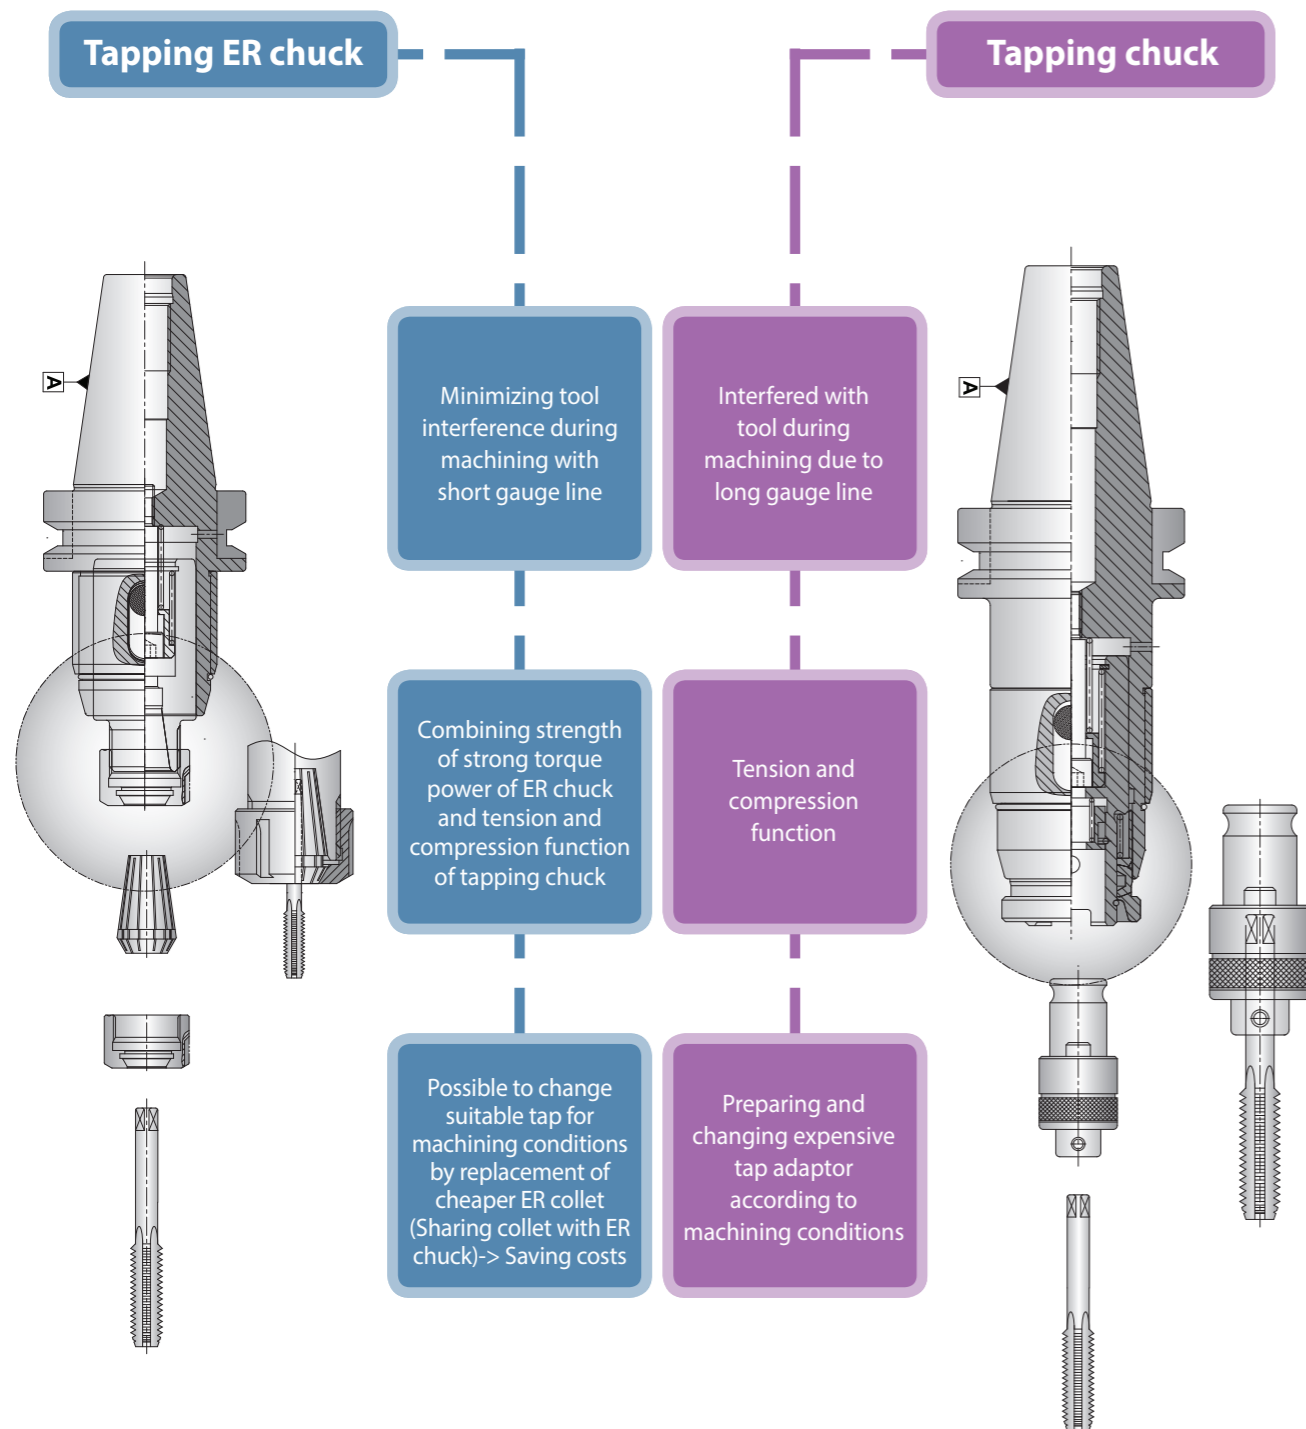 Tapping ER chuck
Tapping chuck
Minimizing tool
interference during
machining with
short gauge line
Interfered with
tool during
machining due to
long gauge line
A
A
Combining strength
of strong torque
power of ER chuck
and tension and
compression function
of tapping chuck
Tension and
compression
function
Possible to change
suitable tap for
machining conditions
by replacement of
cheaper ER collet
(Sharing collet with ER
chuck)-> Saving costs
Preparing and
changing expensive
tap adaptor
according to
machining conditions